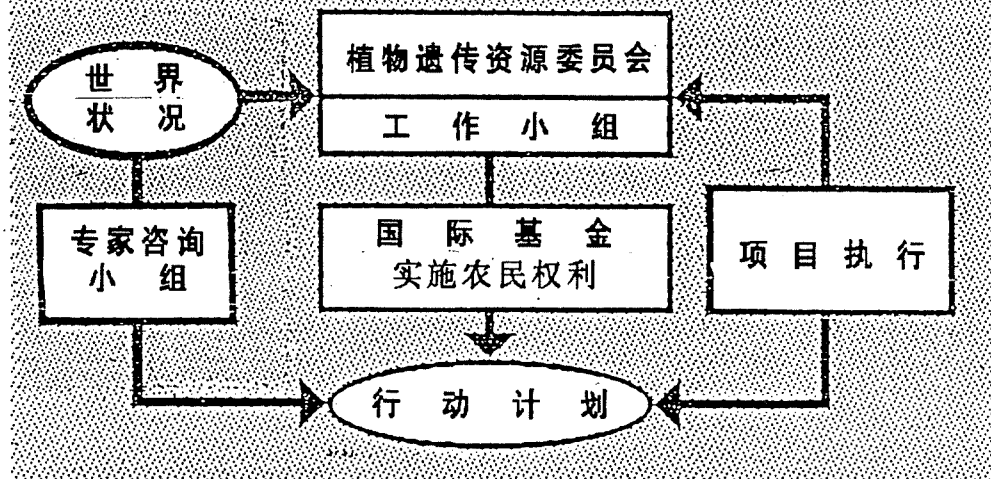 植物遗传资源委员会
工作小组
世界
状况
专家咨询
小组
国际基金
实施农民权利
项目执行
行动计划